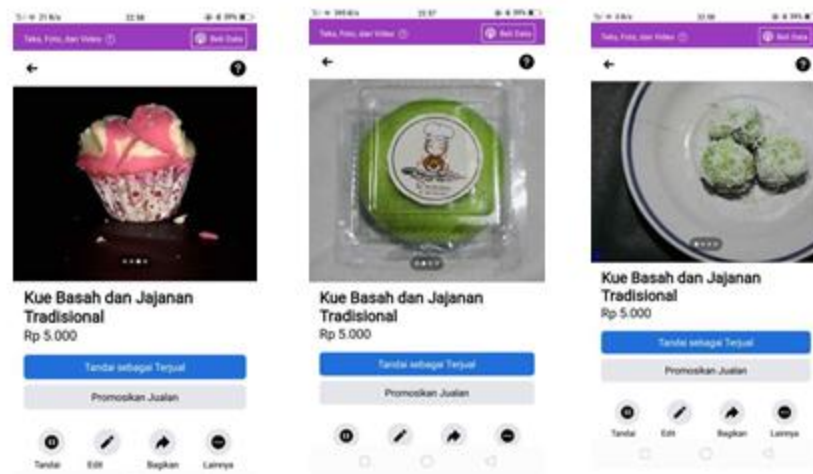 22.58
Teks, Foto, dan Video
Beli Data
Kue Basah dan Jajanan
Tradisional
Rp 5.000
Tandai sebagai Terjual
Promosikan Jualan
Tandai
Edit
Bagikan
Lainnya
Teks, Foto, dan Video
Beli Data
Kue Basah dan Jajanan
Tradisional
Rp 5.000
Tandai sebagai Terjual
Promosikan Jualan
Teks, Foto, dan Video
Beli Data
Kue Basah dan Jajanan
Tradisional
Rp 5.000
Tandai sebagai Terjual
Promosikan Jualan
Tandai
Edit
Bagikan
Lainnya